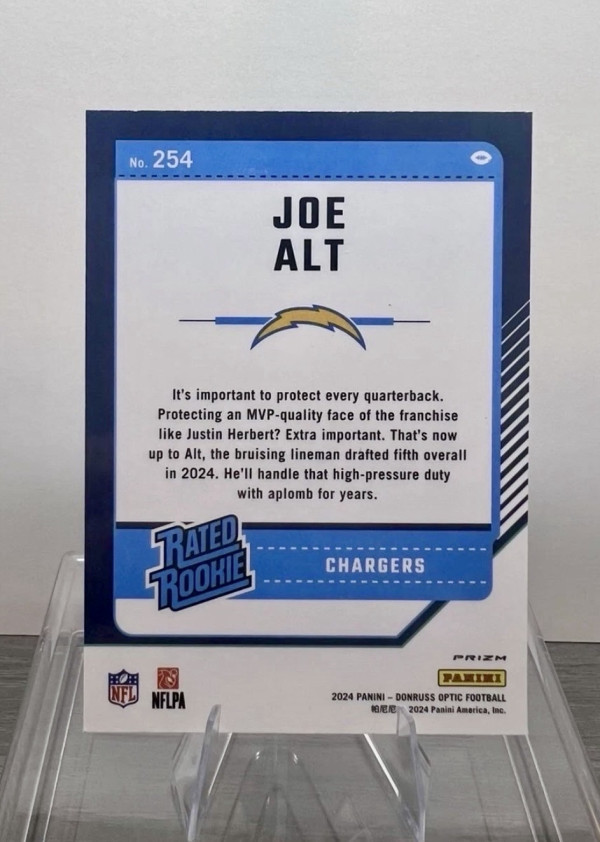 No. 254
JOE
ALT
It's important to protect every quarterback.
Protecting an MVP-quality face of the franchise
like Justin Herbert? Extra important. That's now
up to Alt, the bruising lineman drafted fifth overall
in 2024. He'll handle that high-pressure duty
with aplomb for years.
RATED
ROOKIE
CHARGERS
PRIZM
PANINI
NFL
NFLPA
2024 PANINI – DONRUSS OPTIC FOOTBALL
帕尼尼 2024 Panini America, Inc.